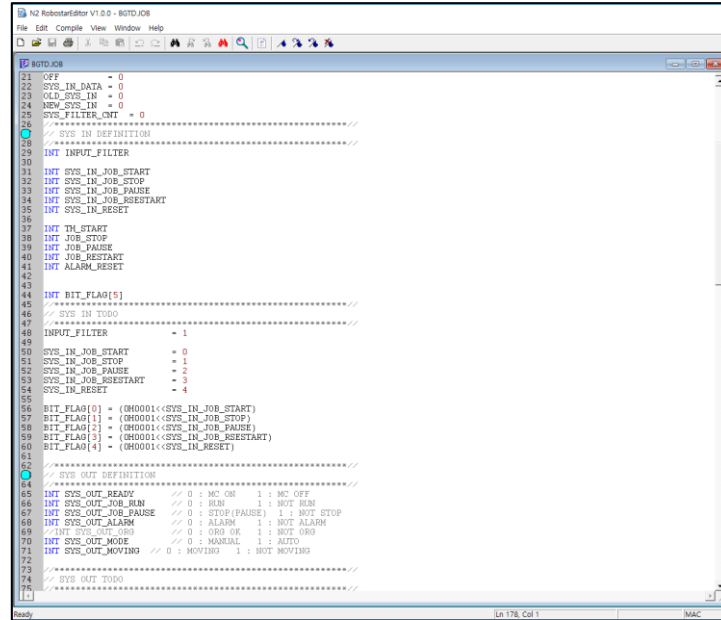 N2 RobostarEditor V1.0.0 - BGTD.JOB
File Edit Compile View Window Help
BGTD.JOB
21 OFF = 0
22 SYS_IN_DATA = 0
23 OLD_SYS_IN = 0
24 NEW_SYS_IN = 0
25 SYS_FILTER_CNT = 0
26 //*******************************************************//
// SYS IN DEFINITION
28 //*******************************************************//
29 INT INPUT_FILTER
30
31 INT SYS_IN_JOB_START
32 INT SYS_IN_JOB_STOP
33 INT SYS_IN_JOB_PAUSE
34 INT SYS_IN_JOB_RSESTART
35 INT SYS_IN_RESET
36
37 INT TH_START
38 INT JOB_STOP
39 INT JOB_PAUSE
40 INT JOB_RESTART
41 INT ALARM_RESET
42
43
44 INT BIT_FLAG[5]
45 //*******************************************************//
46 // SYS IN TODO
47 //*******************************************************//
48 INPUT_FILTER = 1
49
50 SYS_IN_JOB_START = 0
51 SYS_IN_JOB_STOP = 1
52 SYS_IN_JOB_PAUSE = 2
53 SYS_IN_JOB_RSESTART = 3
54 SYS_IN_RESET = 4
55
56 BIT_FLAG[0] = (0H0001<<SYS_IN_JOB_START)
57 BIT_FLAG[1] = (0H0001<<SYS_IN_JOB_STOP)
58 BIT_FLAG[2] = (0H0001<<SYS_IN_JOB_PAUSE)
59 BIT_FLAG[3] = (0H0001<<SYS_IN_JOB_RSESTART)
60 BIT_FLAG[4] = (0H0001<<SYS_IN_RESET)
61
62 //*******************************************************//
// SYS OUT DEFINITION
64 //*******************************************************//
65 INT SYS_OUT_READY // 0 : MC ON 1 : MC OFF
66 INT SYS_OUT_JOB_RUN // 0 : RUN 1 : NOT RUN
67 INT SYS_OUT_JOB_PAUSE // 0 : STOP(PAUSE) 1 : NOT STOP
68 INT SYS_OUT_ALARM // 0 : ALARM 1 : NOT ALARM
69 //INT SYS_OUT_ORG // 0 : ORG OK 1 : NOT ORG
70 INT SYS_OUT_MODE // 0 : MANUAL 1 : AUTO
71 INT SYS_OUT_MOVING // 0 : MOVING 1 : NOT MOVING
72
73 //*******************************************************//
74 // SYS OUT TODO
75 //*******************************************************//
Ready Ln 178, Col 1 MAC